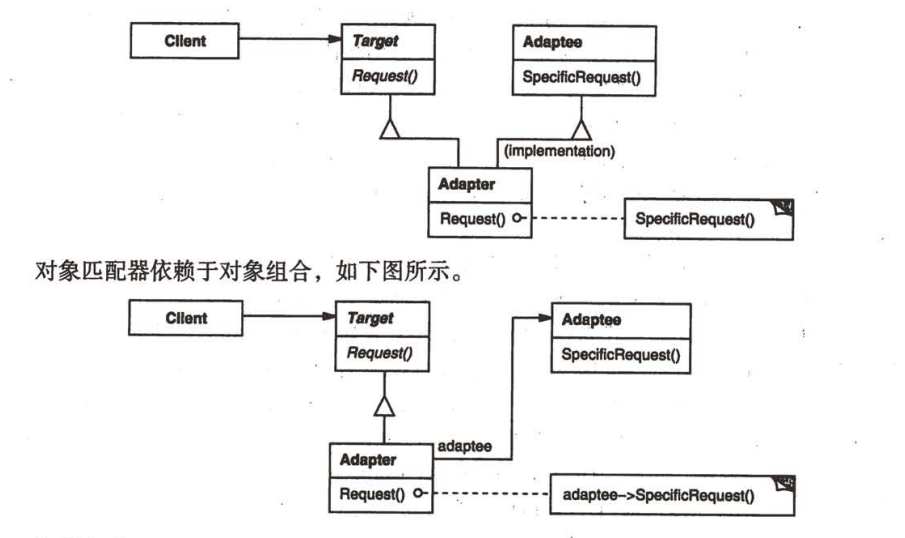 Client
Target
Request()
Adaptee
SpecificRequest()
(implementation)
Adapter
Request()
SpecificRequest()
对象匹配器依赖于对象组合，如下图所示。
Client
Target
Request()
Adaptee
SpecificRequest()
adaptee
Adapter
Request()
adaptee–>SpecificRequest()